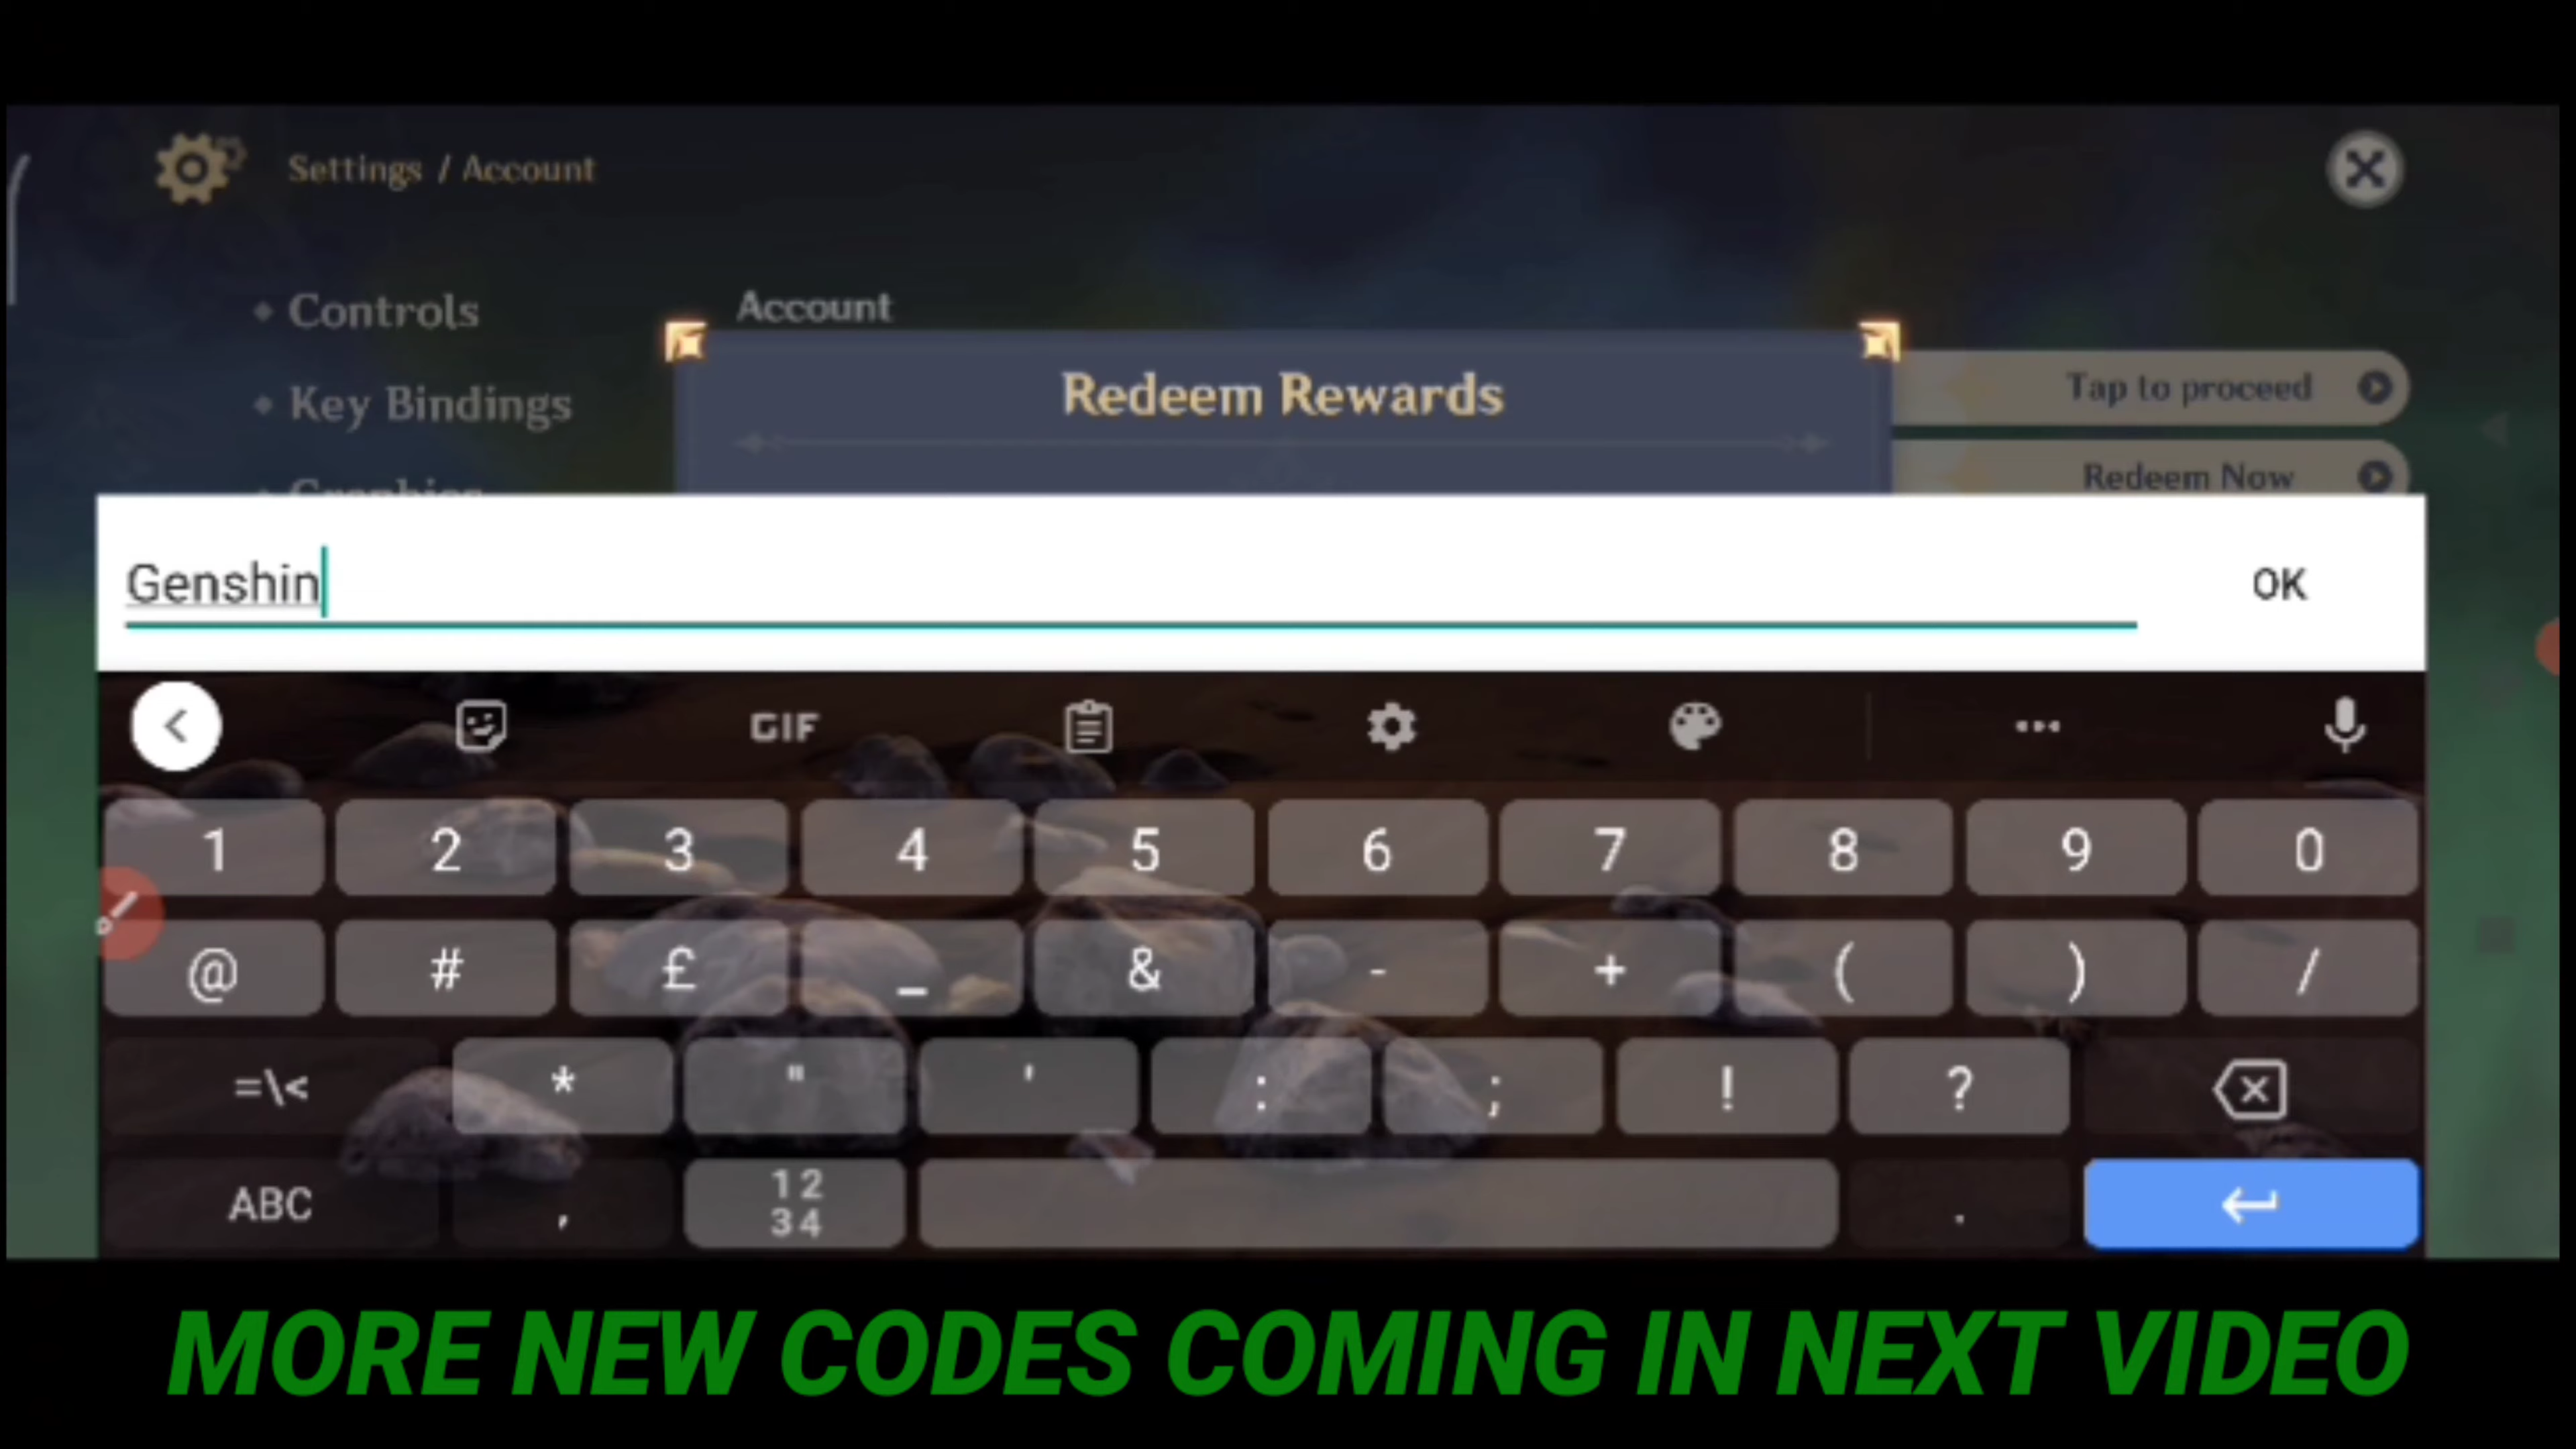 Settings / Account
Controls
Account
Key Bindings
Redeem Rewards
Tap to proceed
Graphics
Redeem Now
Genshin
OK
GIF
1 2 3 4 5 6 7 8 9 0
@ # £ _ & - + ( ) /
=\< * " ' : ; ! ?
ABC , 12 34 .
MORE NEW CODES COMING IN NEXT VIDEO